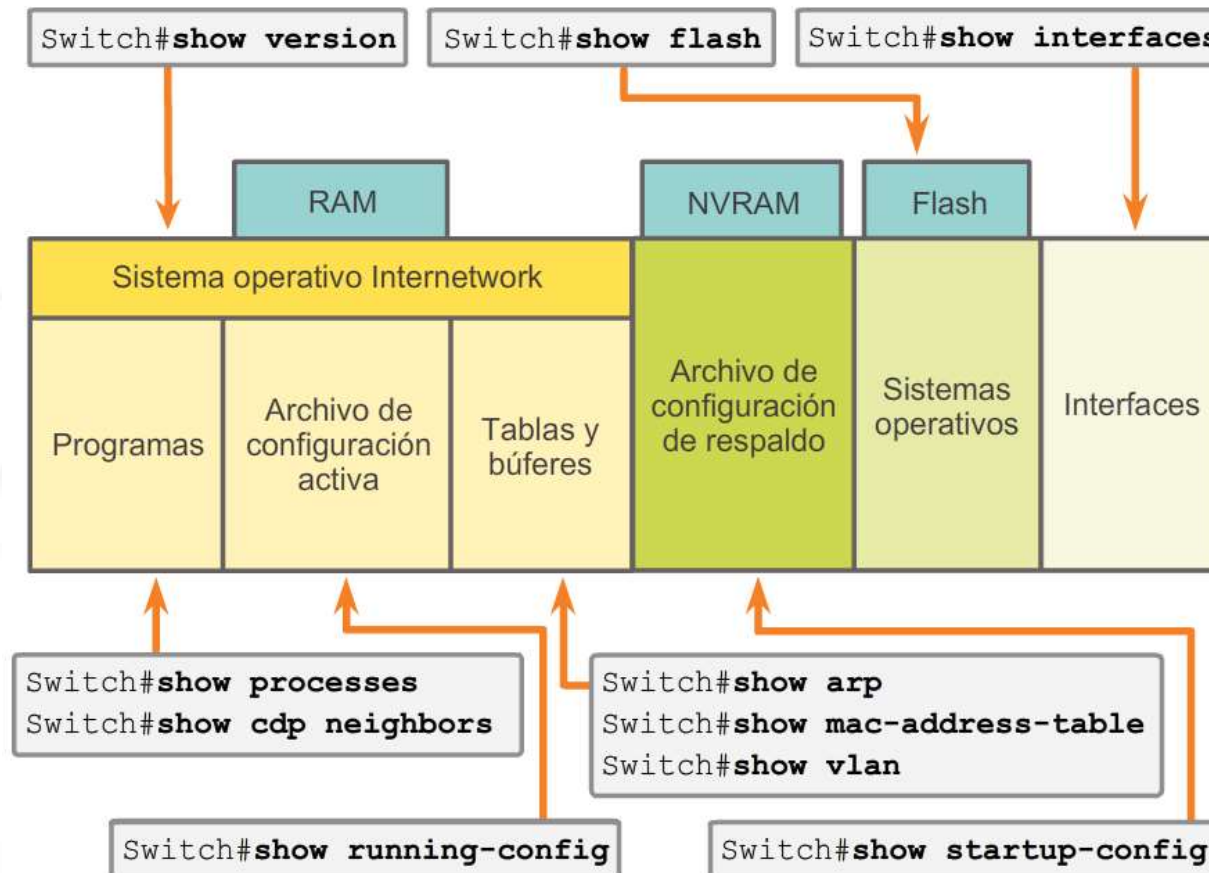 Switch#show version
Switch#show flash
Switch#show interfaces
RAM
NVRAM
Flash
Sistema operativo Internetwork
Programas
Archivo de
configuración
activa
Tablas y
búferes
Archivo de
configuración
de respaldo
Sistemas
operativos
Interfaces
Switch#show processes
Switch#show cdp neighbors
Switch#show arp
Switch#show mac-address-table
Switch#show vlan
Switch#show running-config
Switch#show startup-config